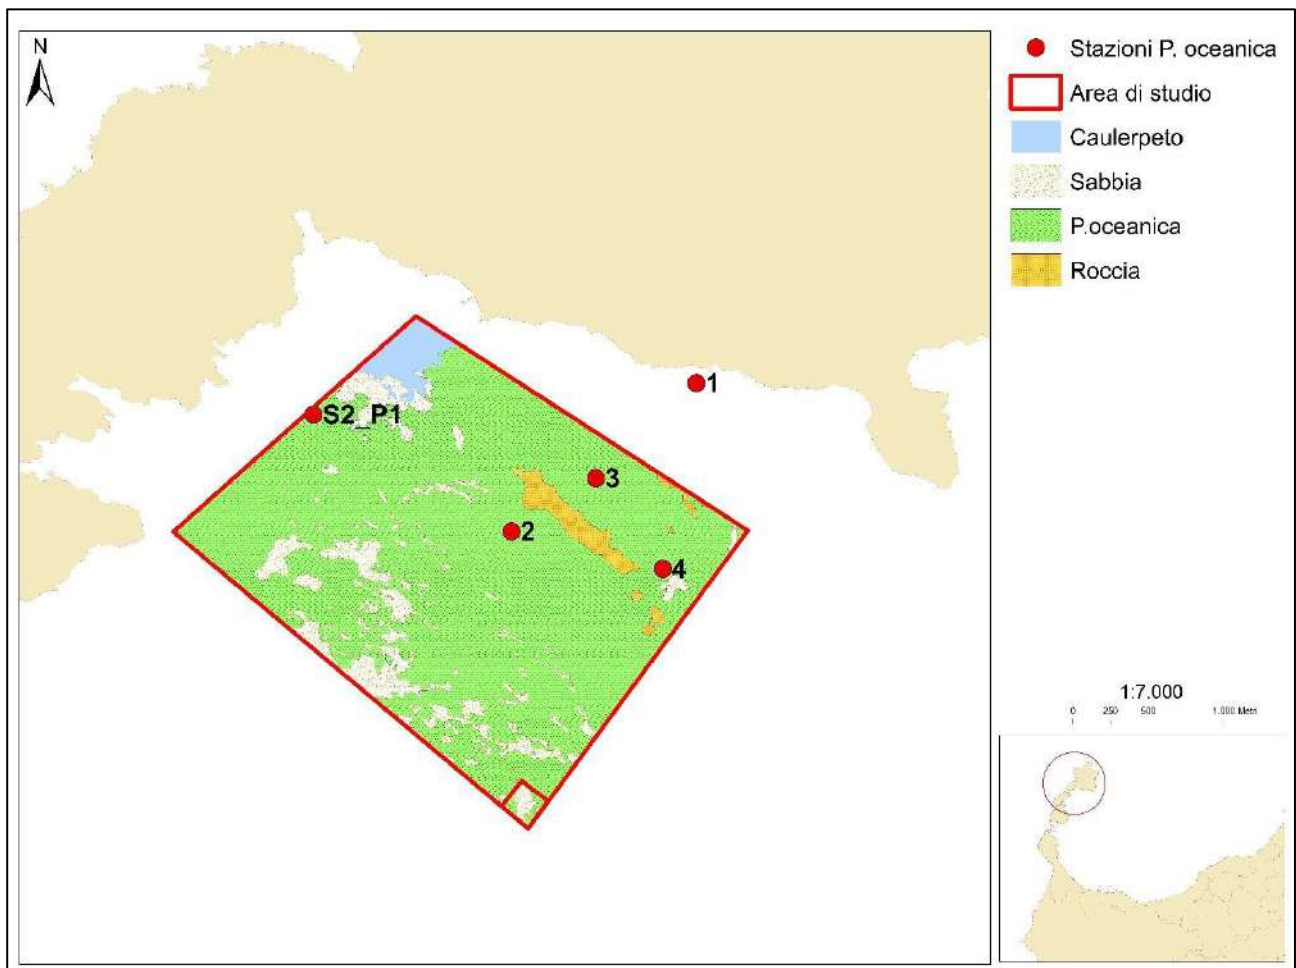 N
Stazioni P. oceanica
Area di studio
Caulerpeto
Sabbia
P.oceanica
Roccia
1
S2_P1
3
2
4
1:7.000
0 250 500 1.000 Metri